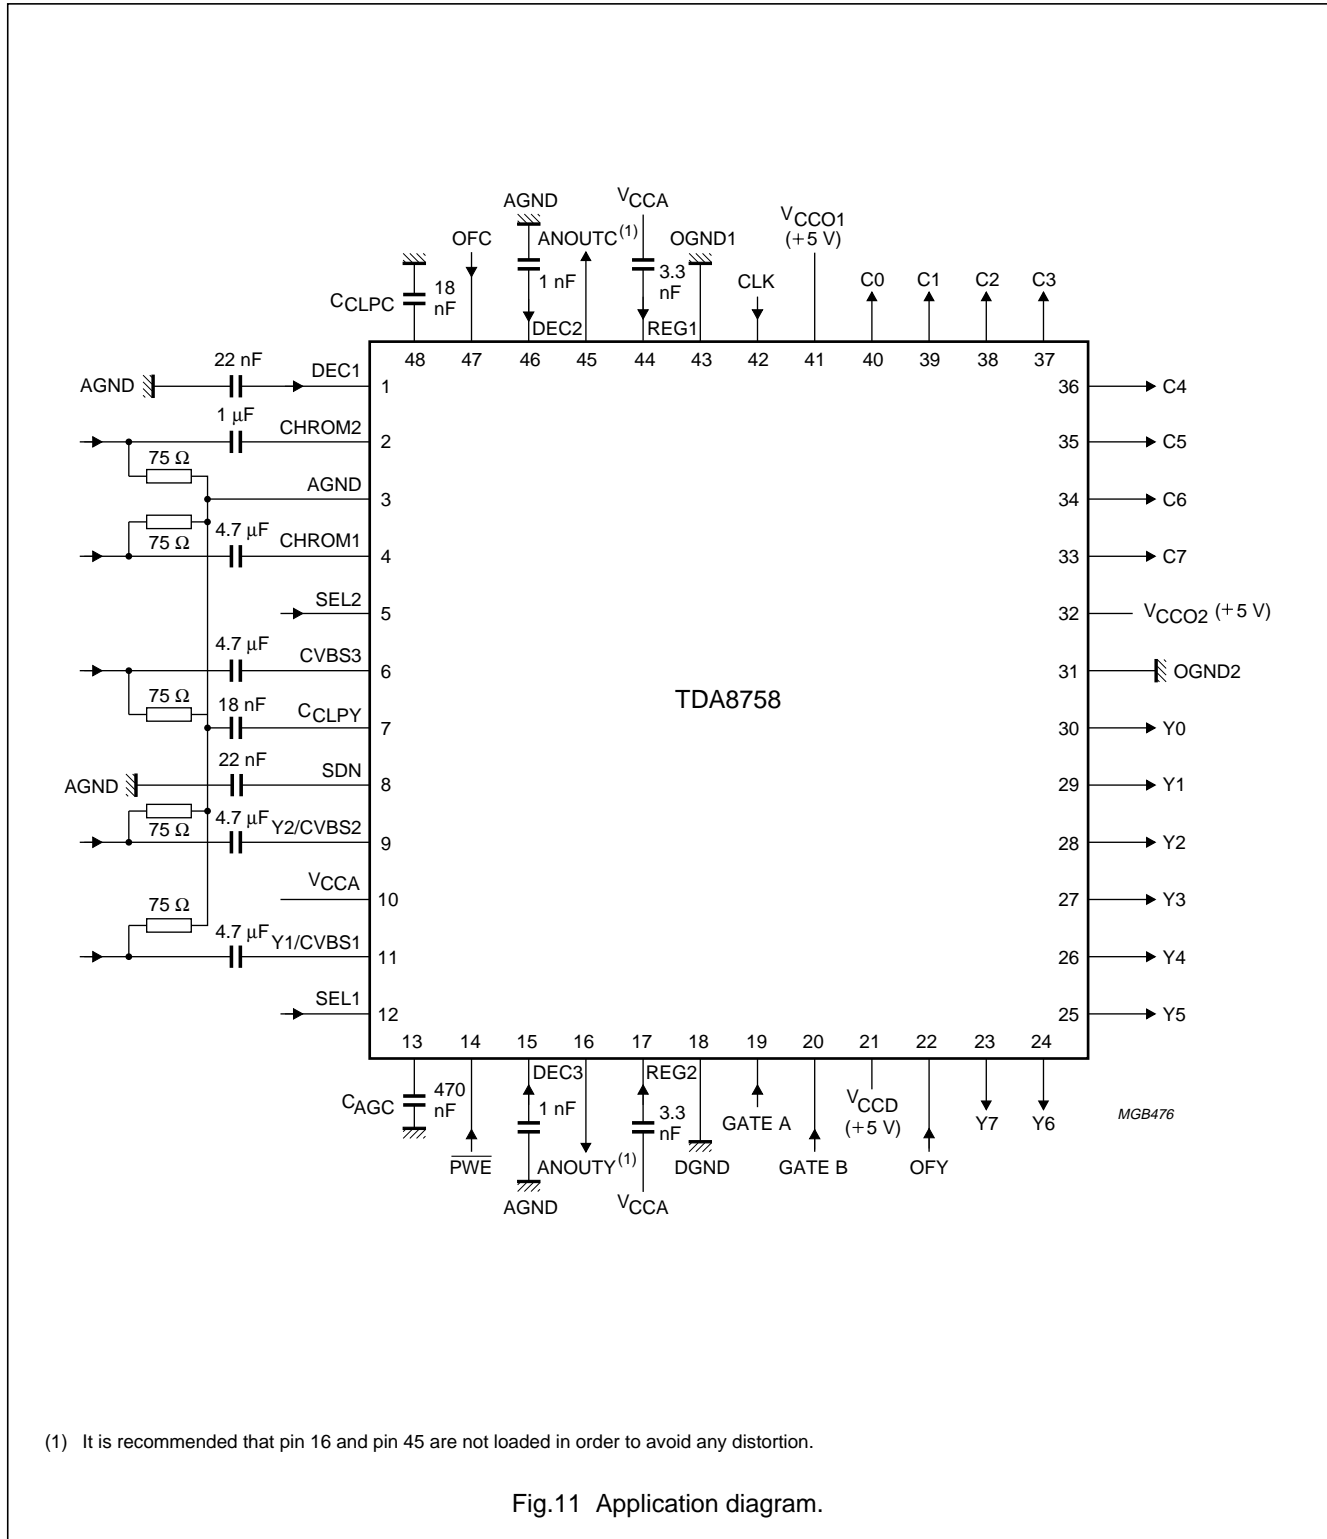 AGND
VCCA
OFC
ANOUTC(1)
OGND1
VCCO1
(+5 V)
CCLPC
18
nF
1 nF
3.3
nF
CLK
C0
C1
C2
C3
DEC2
REG1
48
47
46
45
44
43
42
41
40
39
38
37
22 nF
AGND
DEC1
1
36
C4
1 μF
CHROM2
2
35
C5
75 Ω
AGND
3
34
C6
75 Ω
4.7 μF
CHROM1
4
33
C7
SEL2
5
32
VCCO2 (+5 V)
4.7 μF
CVBS3
6
31
OGND2
75 Ω
18 nF
CCLPY
7
TDA8758
30
Y0
AGND
22 nF
SDN
8
29
Y1
75 Ω
4.7 μF
Y2/CVBS2
9
28
Y2
VCCA
10
27
Y3
75 Ω
4.7 μF
Y1/CVBS1
11
26
Y4
SEL1
12
25
Y5
13
14
15
16
17
18
19
20
21
22
23
24
DEC3
REG2
CAGC
470
nF
1 nF
3.3
nF
GATE A
VCCD
(+5 V)
Y7
Y6
MGB476
PWE
ANOUTY(1)
DGND
GATE B
OFY
AGND
VCCA
(1) It is recommended that pin 16 and pin 45 are not loaded in order to avoid any distortion.
Fig.11 Application diagram.